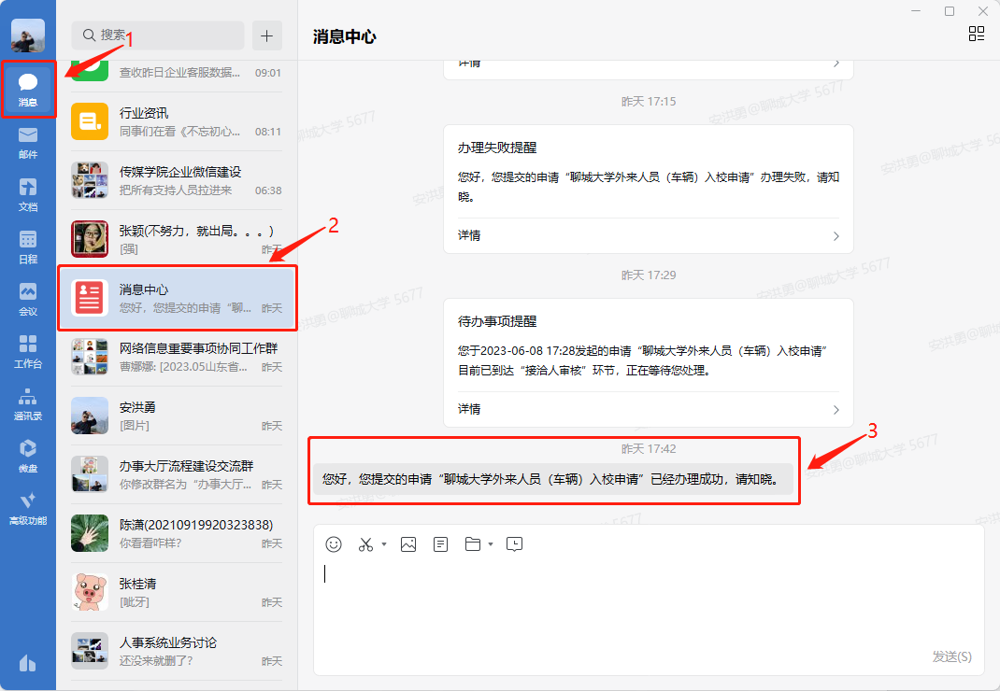 搜索
1
消息中心
消息
邮件
文档
日程
会议
工作台
通讯录
微盘
高级功能
查收昨日企业客服数据... 09:01
行业资讯
同事们在看《不忘初心... 08:11
传媒学院企业微信建设
把所有支持人员拉进来 06:38
张颖(不努力，就出局。。。)
[强] 昨天
2
消息中心
您好，您提交的申请“聊... 昨天
网络信息重要事项协同工作群
曹娜娜: [2023.05山东省... 昨天
安洪勇
[图片] 昨天
办事大厅流程建设交流群
你修改群名为“办事大厅... 昨天
陈潇(20210919920323838)
你看看咋样? 昨天
张桂清
[呲牙] 昨天
人事系统业务讨论
还没来就删了? 昨天
详情
昨天 17:15
办理失败提醒
您好，您提交的申请“聊城大学外来人员（车辆）入校申请”办理失败，请知
晓。
详情
昨天 17:29
待办事项提醒
您于2023-06-08 17:28发起的申请“聊城大学外来人员（车辆）入校申请”
目前已到达“接洽人审核”环节，正在等待您处理。
详情
3
昨天 17:42
您好，您提交的申请“聊城大学外来人员（车辆）入校申请”已经办理成功，请知晓。
发送(S)
安洪勇@聊城大学 5677